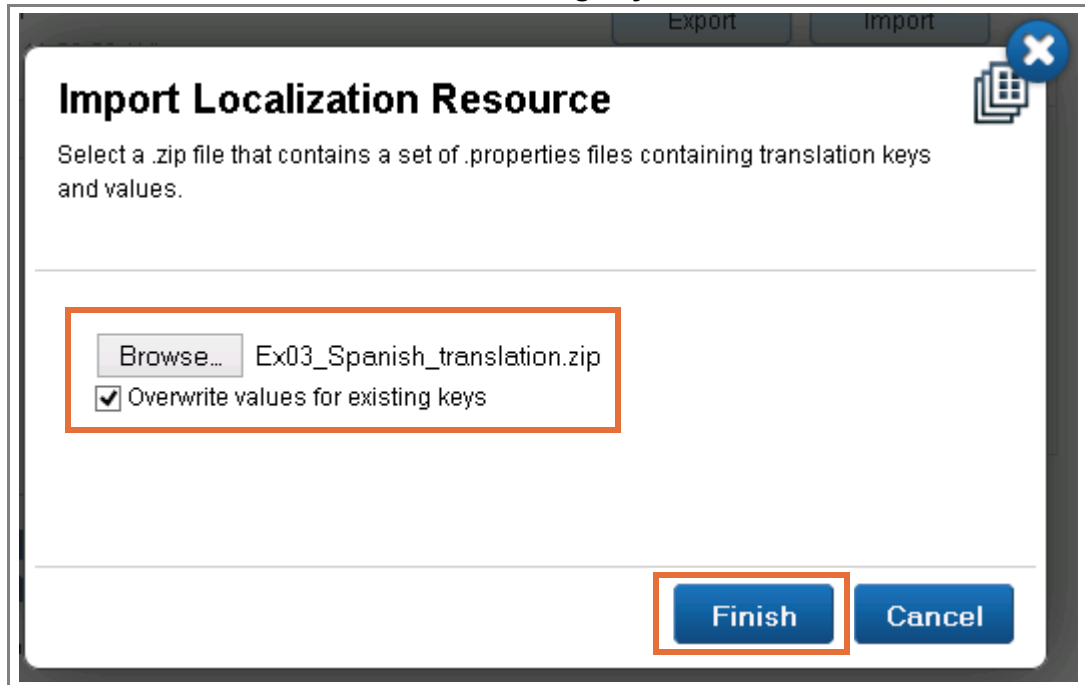 Export Import
Import Localization Resource
Select a .zip file that contains a set of .properties files containing translation keys
and values.
Browse... Ex03_Spanish_translation.zip
Overwrite values for existing keys
Finish Cancel